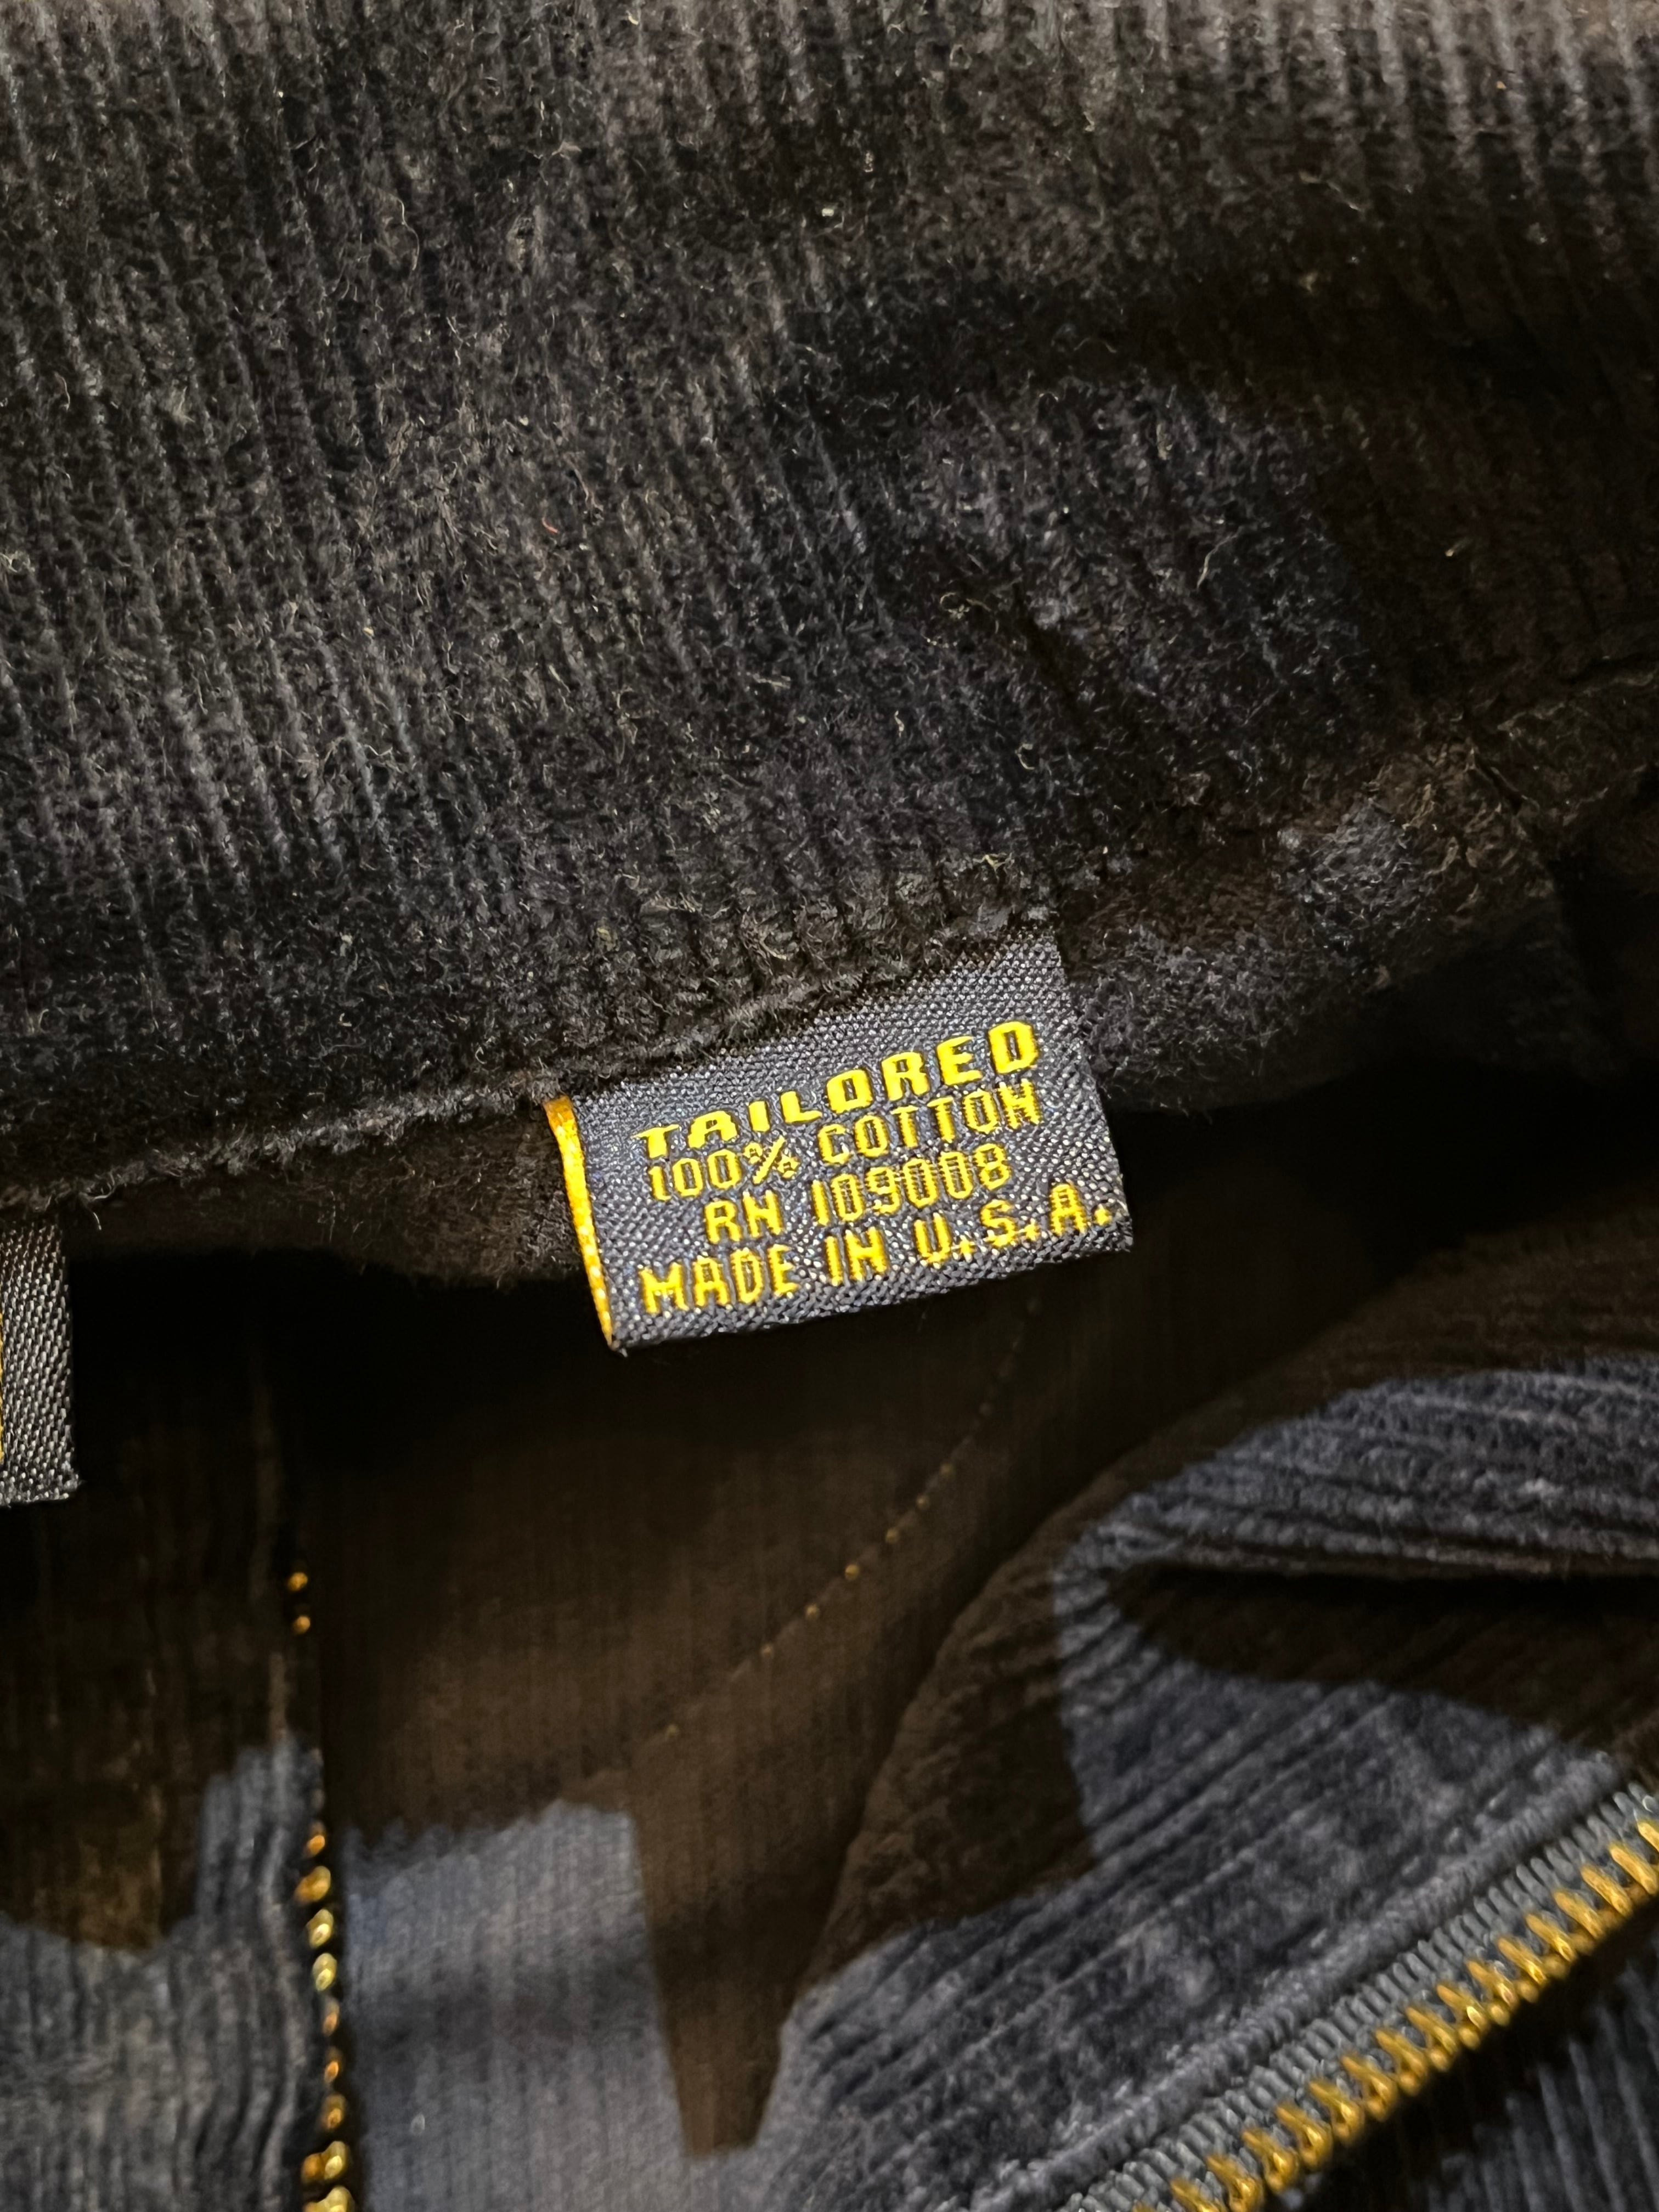 TAILORED
100% COTTON
RN 109008
MADE IN U.S.A.